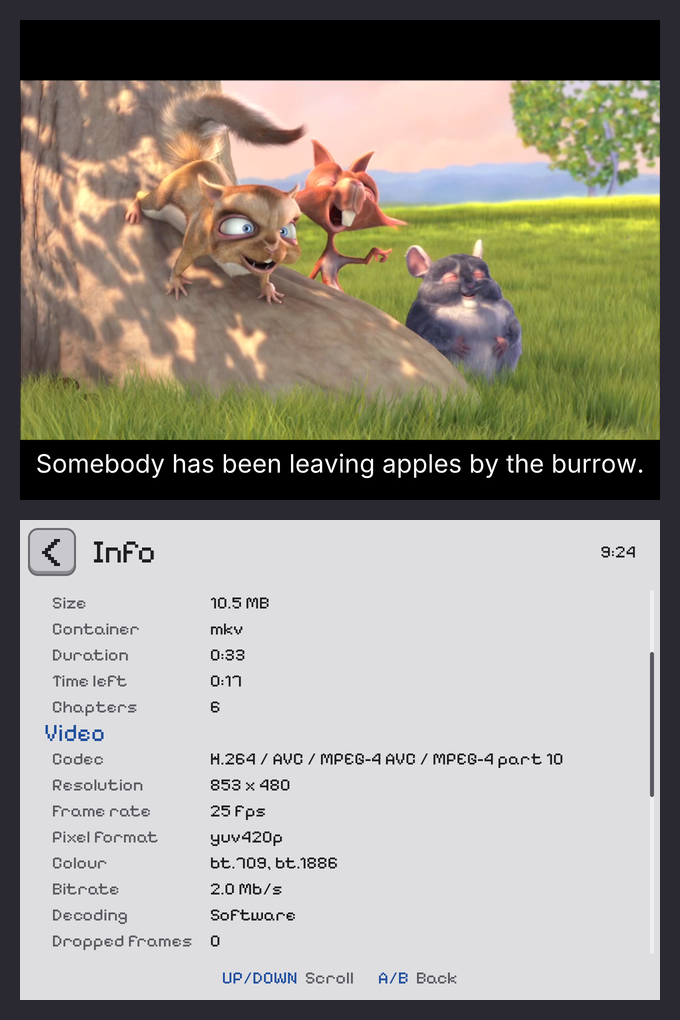 Somebody has been leaving apples by the burrow.
Info 9:24
Size 10.5 MB
Container mkv
Duration 0:33
Time left 0:17
Chapters 6
Video
Codec H.264 / AVC / MPEG-4 AVC / MPEG-4 part 10
Resolution 853 x 480
Frame rate 25 fps
Pixel format yuv420p
Colour bt.709, bt.1886
Bitrate 2.0 Mb/s
Decoding Software
Dropped frames 0
UP/DOWN Scroll A/B Back